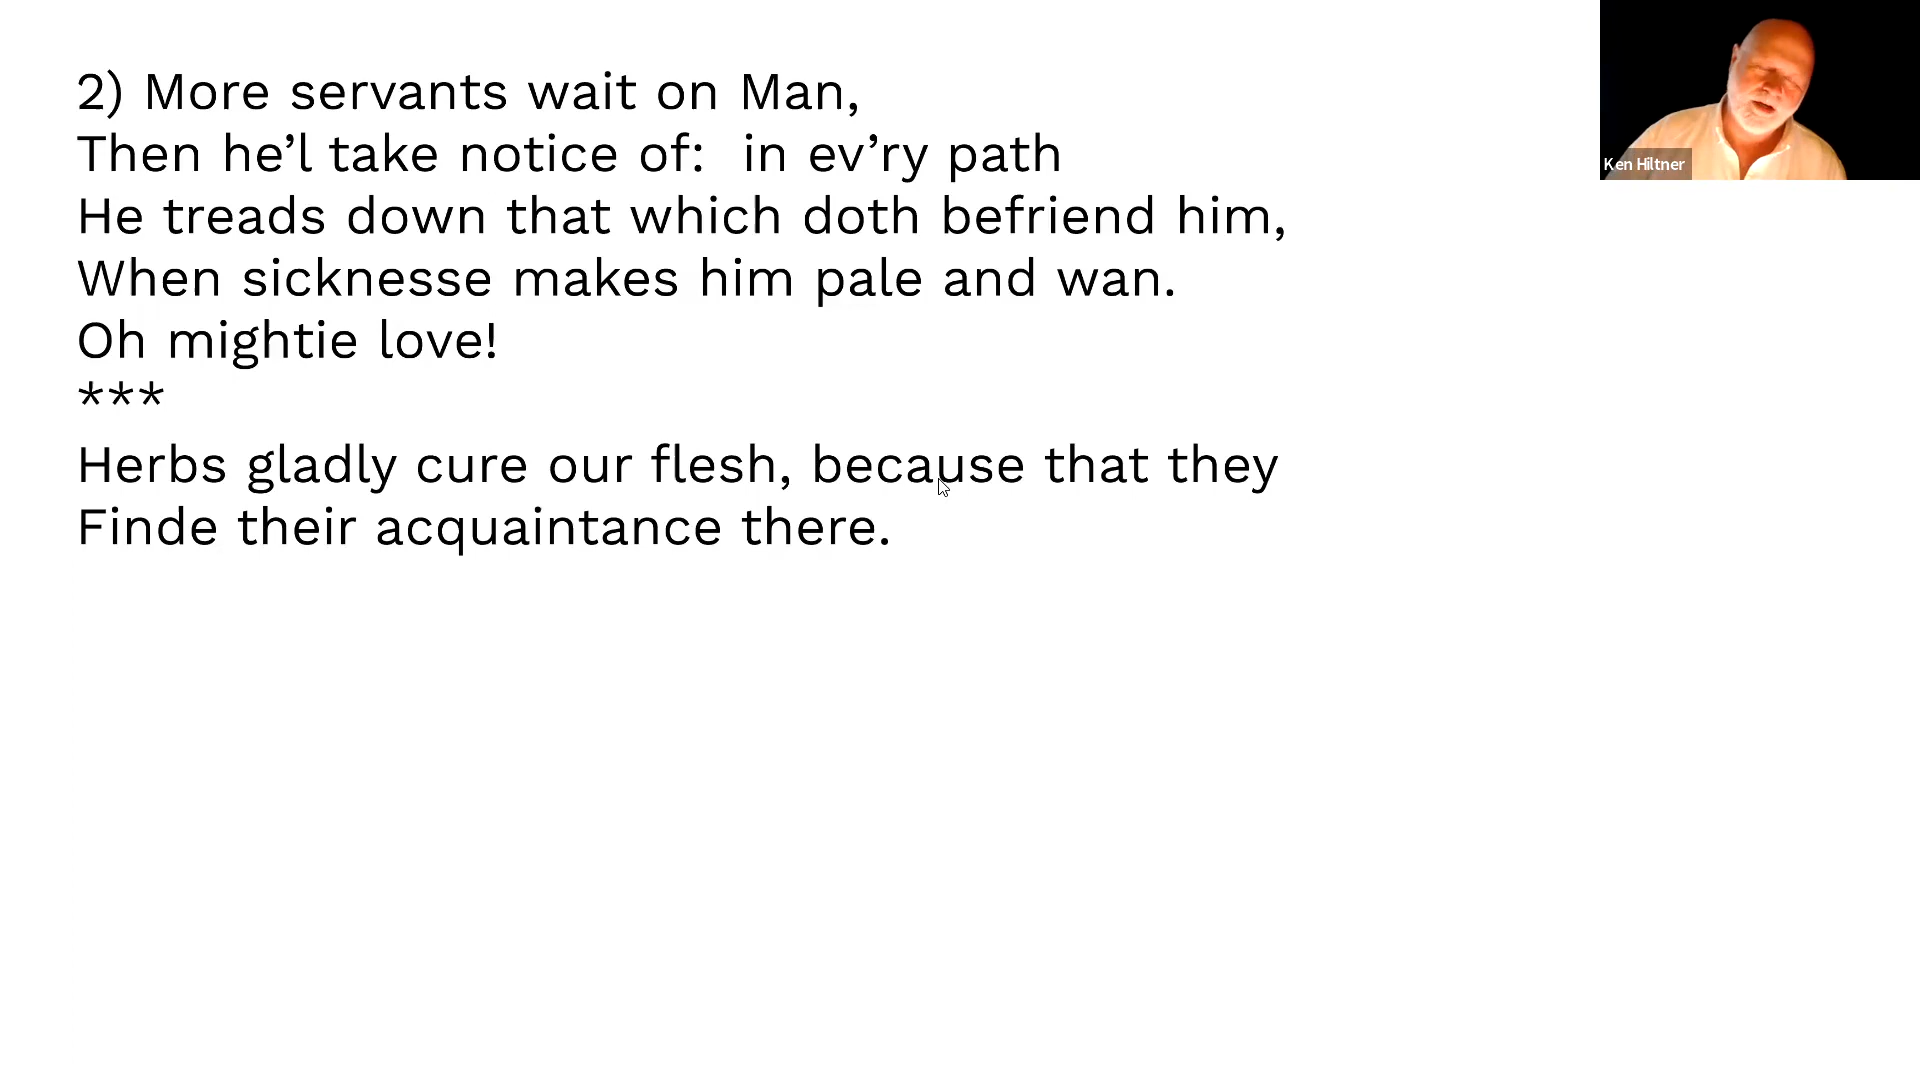 2) More servants wait on Man,
Then he’l take notice of:  in ev’ry path
He treads down that which doth befriend him,
When sicknesse makes him pale and wan.
Oh mightie love!
***
Herbs gladly cure our flesh, because that they
Finde their acquaintance there.
Ken Hiltner